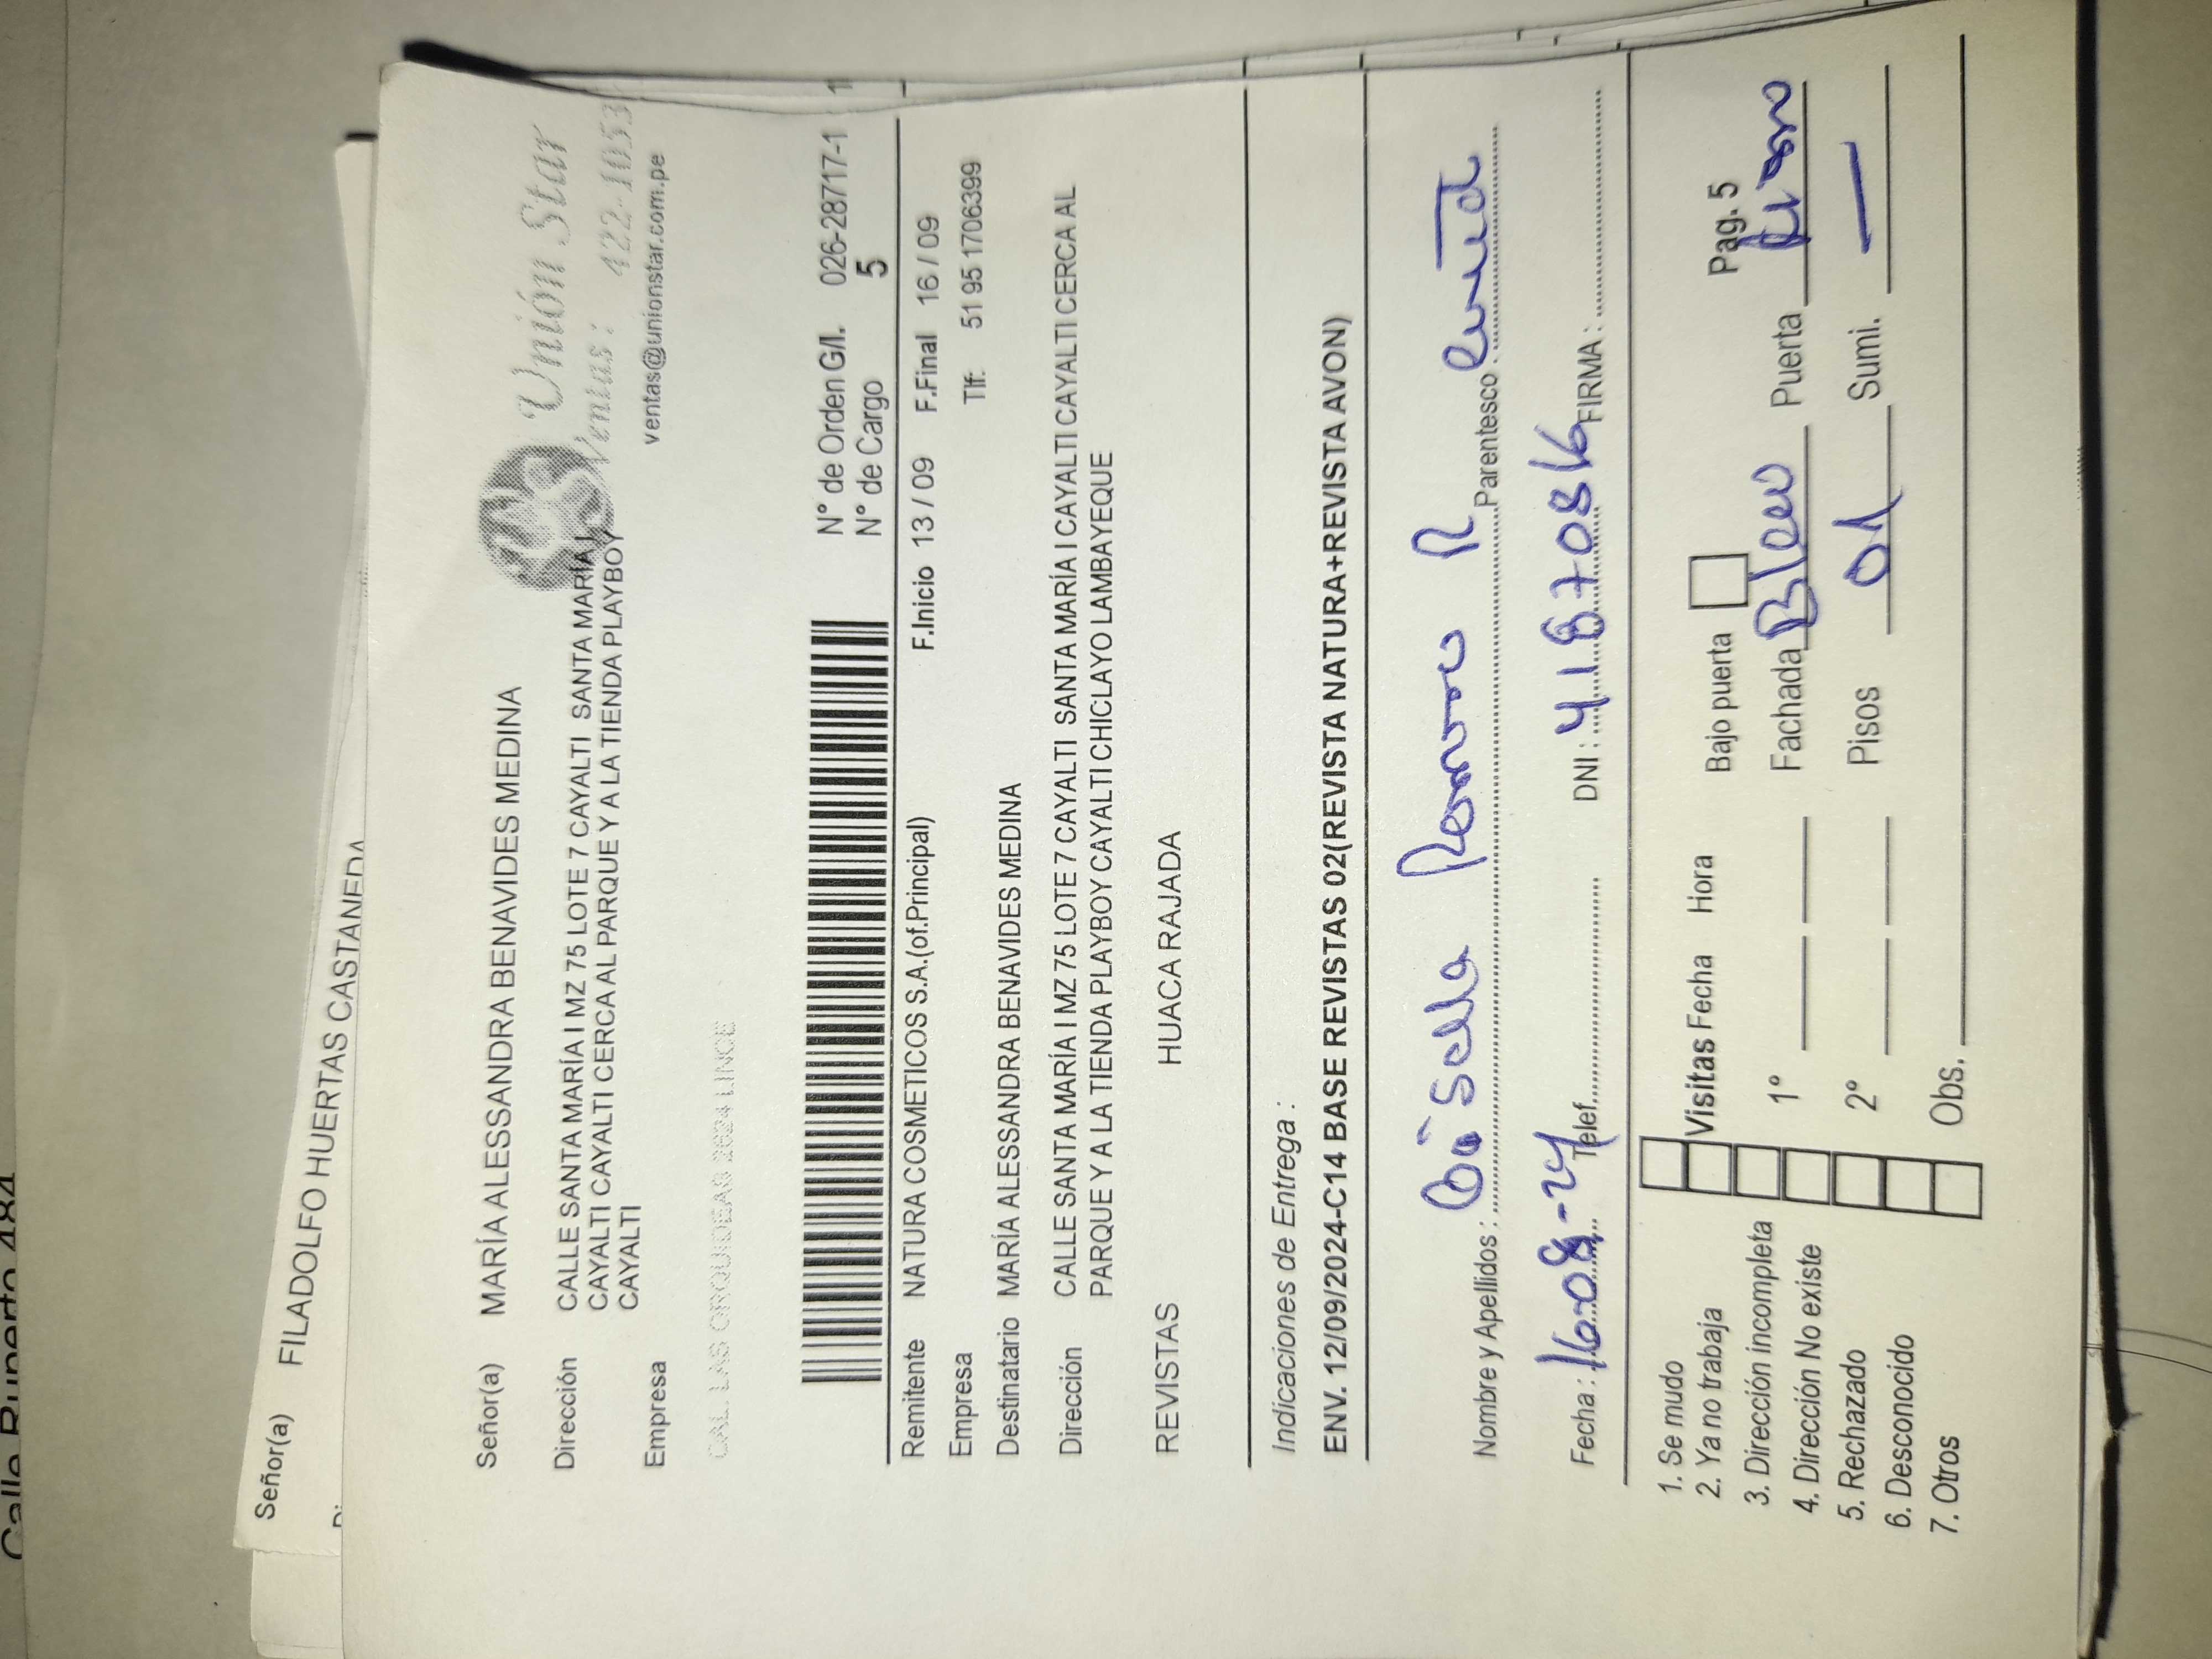 Calle Ruperto 484
Señor(a) FILADOLFO HUERTAS CASTANEDA
Unión Star
Ventas : 422-1053
ventas@unionstar.com.pe
Señor(a) MARÍA ALESSANDRA BENAVIDES MEDINA
Dirección CALLE SANTA MARÍA I MZ 75 LOTE 7 CAYALTI SANTA MARÍA I
CAYALTI CAYALTI CERCA AL PARQUE Y A LA TIENDA PLAYBOY
CAYALTI
Empresa
CAL. LAS ORQUIDEAS 2624 LINCE
N° de Orden G/l. 026-28717-1 1
N° de Cargo 5
Remitente NATURA COSMETICOS S.A.(of.Principal) F.Inicio 13 / 09 F.Final 16 / 09
Empresa Tlf: 51 95 1706399
Destinatario MARÍA ALESSANDRA BENAVIDES MEDINA
Dirección CALLE SANTA MARÍA I MZ 75 LOTE 7 CAYALTI SANTA MARÍA I CAYALTI CAYALTI CERCA AL
PARQUE Y A LA TIENDA PLAYBOY CAYALTI CHICLAYO LAMBAYEQUE
REVISTAS HUACA RAJADA
Indicaciones de Entrega :
ENV. 12/09/2024-C14 BASE REVISTAS 02(REVISTA NATURA+REVISTA AVON)
Nombre y Apellidos : R Parentesco :
Fecha : Telef. DNI : FIRMA :
1. Se mudo
2. Ya no trabaja
3. Dirección incompleta
4. Dirección No existe
5. Rechazado
6. Desconocido
7. Otros
Visitas Fecha Hora Bajo puerta Pag. 5
1º Fachada Puerta
2º Pisos 01 Sumi. —
Obs.